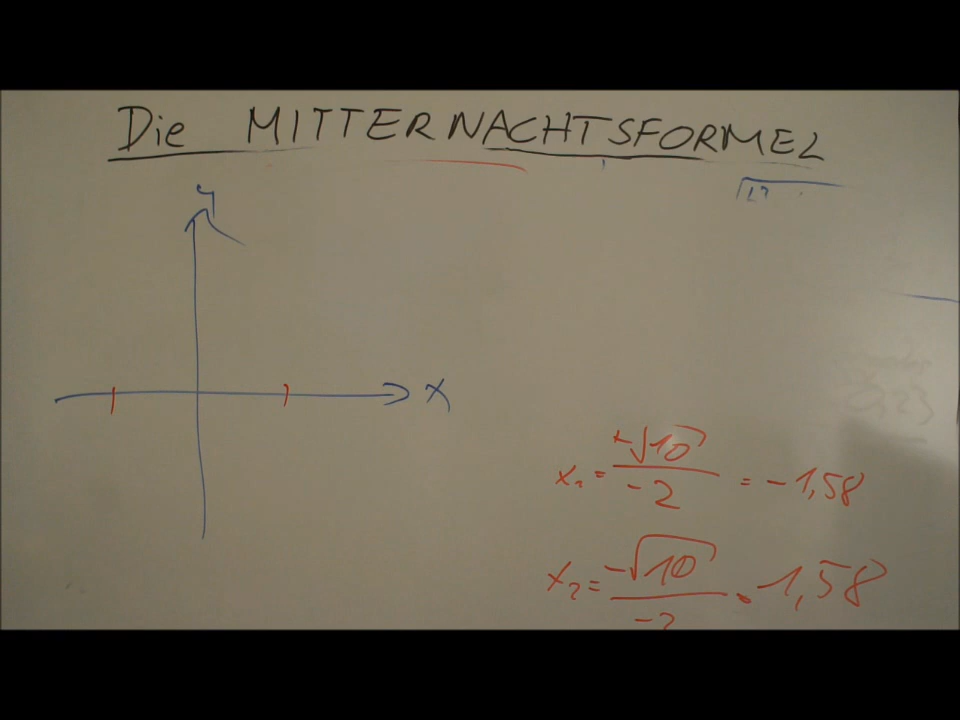 Die MITTERNACHTSFORMEL
y
x
x₁ = +√10 / -2 = -1,58
x₂ = -√10 / -2 = 1,58